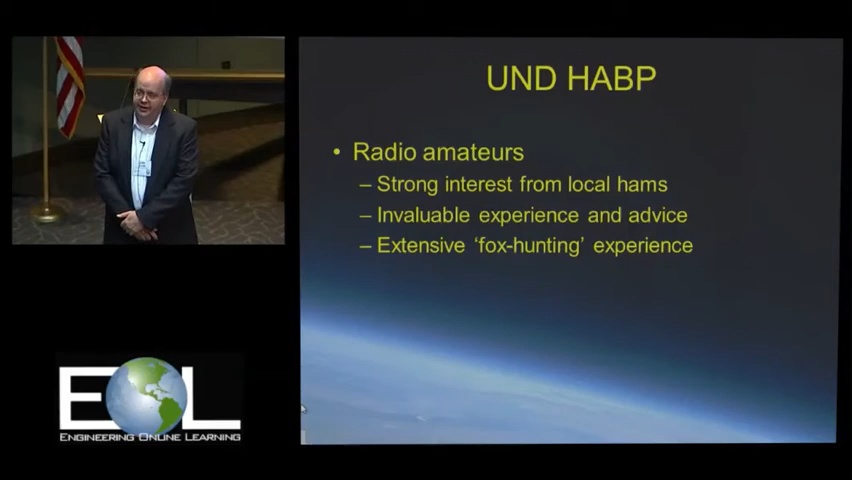 UND HABP
• Radio amateurs
– Strong interest from local hams
– Invaluable experience and advice
– Extensive ‘fox-hunting’ experience
EOL
ENGINEERING ONLINE LEARNING